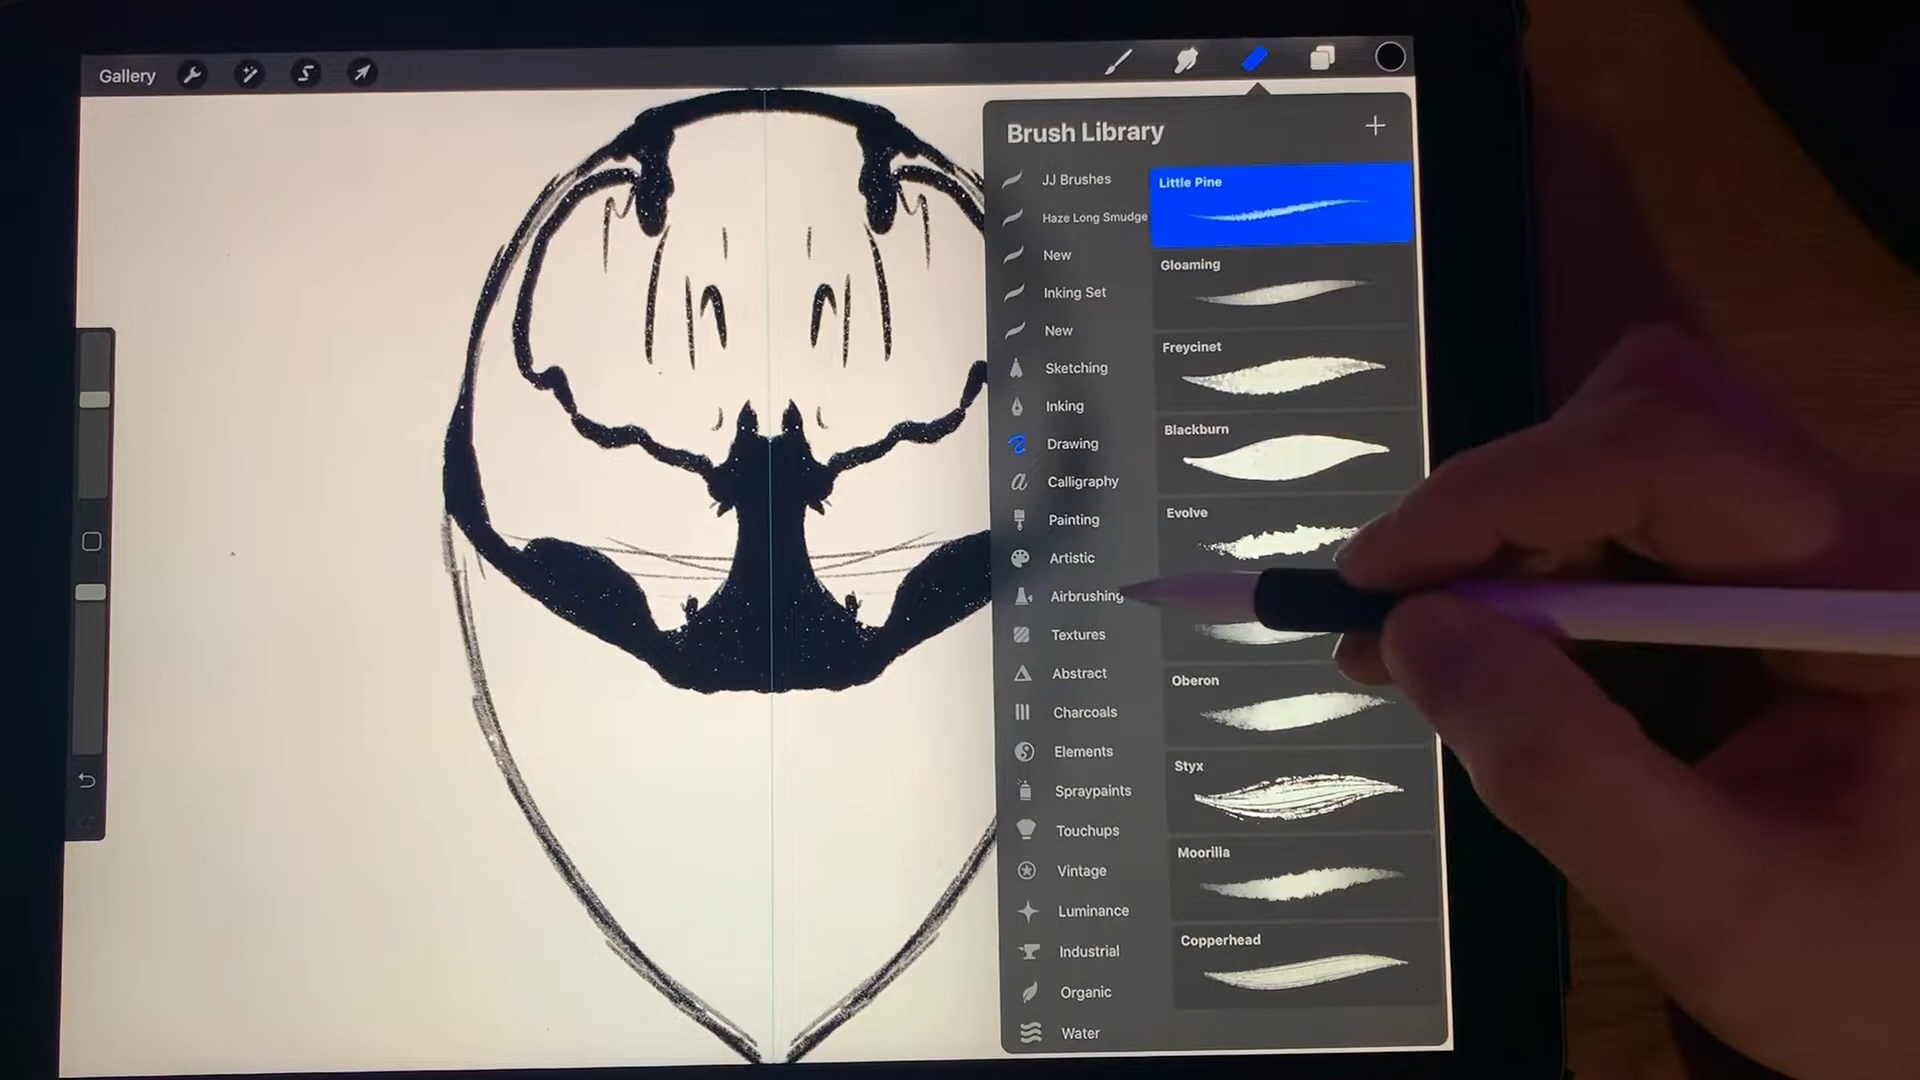 Gallery
Brush Library
JJ Brushes
Haze Long Smudge
New
Inking Set
New
Sketching
Inking
Drawing
Calligraphy
Painting
Artistic
Airbrushing
Textures
Abstract
Charcoals
Elements
Spraypaints
Touchups
Vintage
Luminance
Industrial
Organic
Water
Little Pine
Gloaming
Freycinet
Blackburn
Evolve
Oberon
Styx
Moorilla
Copperhead